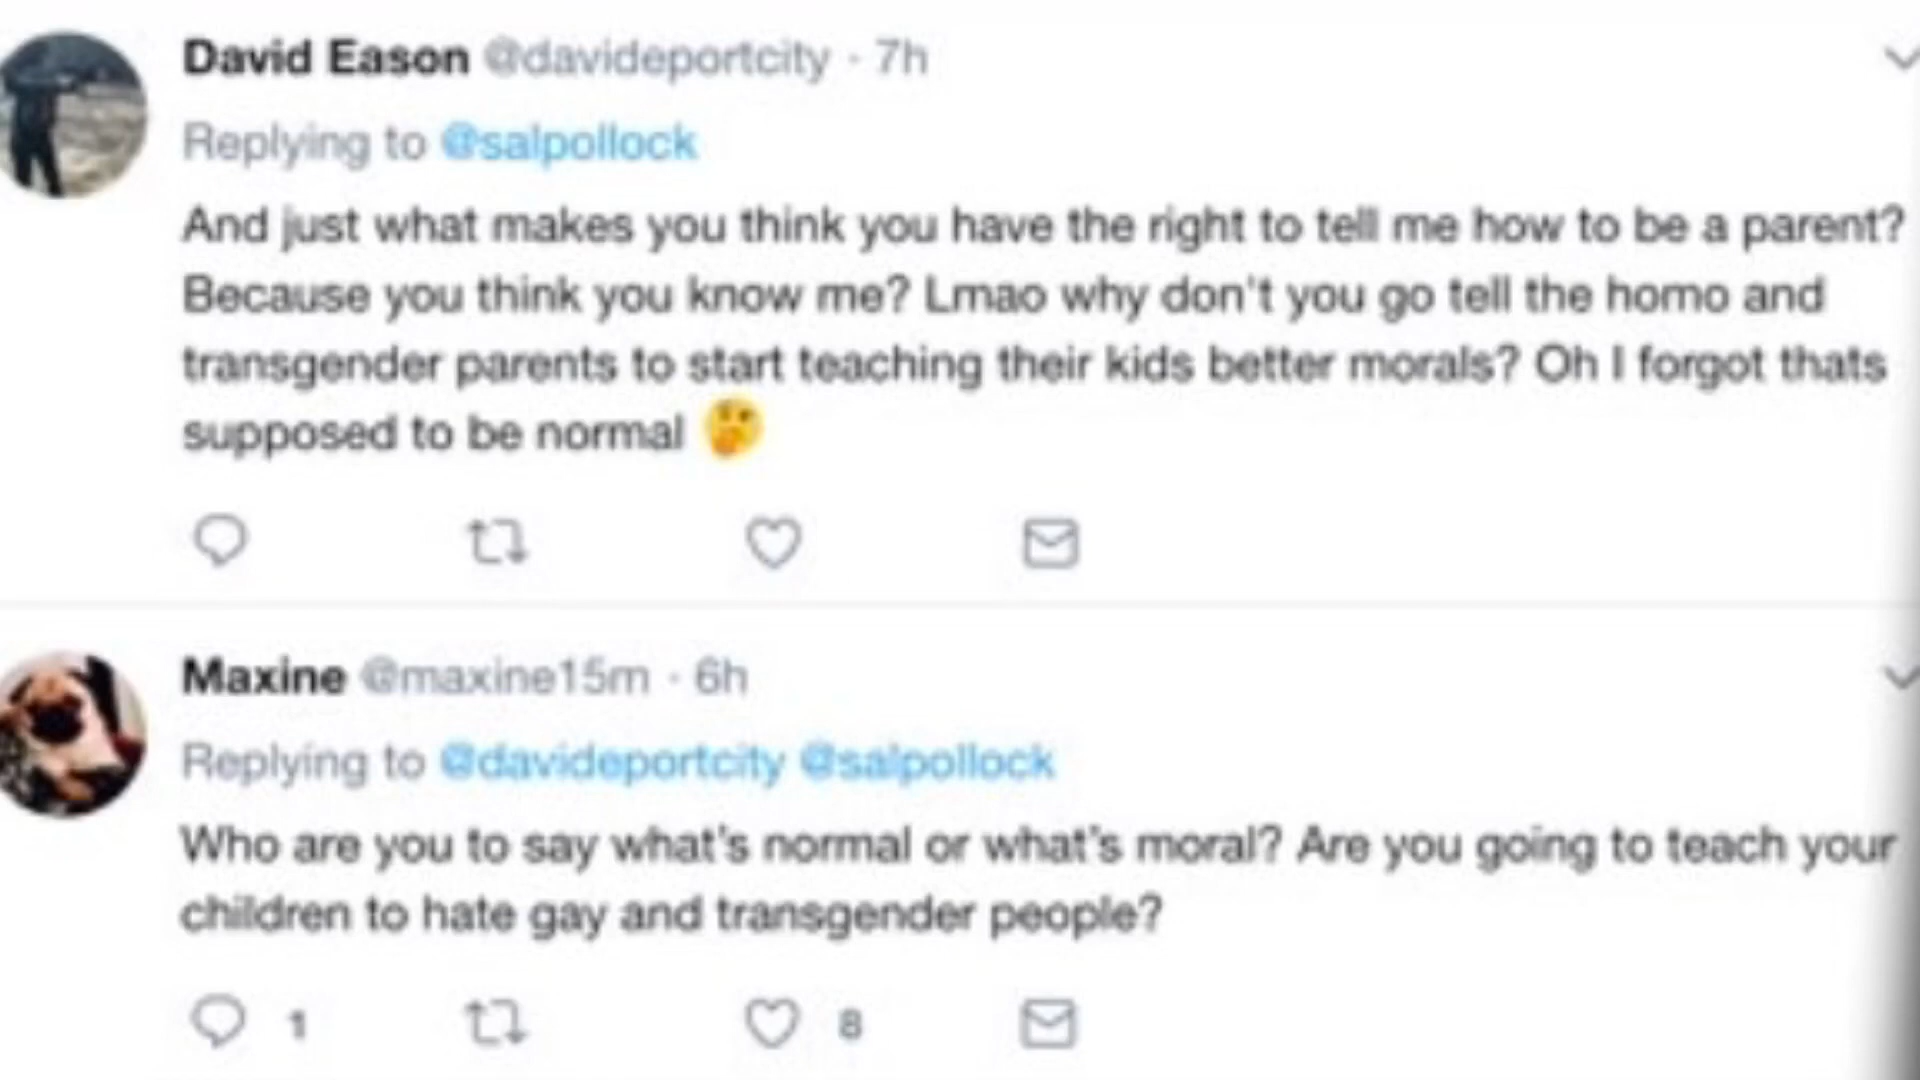 David Eason @davideportcity · 7h
Replying to @salpollock
And just what makes you think you have the right to tell me how to be a parent?
Because you think you know me? Lmao why don't you go tell the homo and
transgender parents to start teaching their kids better morals? Oh I forgot thats
supposed to be normal 🤔
Maxine @maxine15m · 6h
Replying to @davideportcity @salpollock
Who are you to say what's normal or what's moral? Are you going to teach your
children to hate gay and transgender people?
1 8